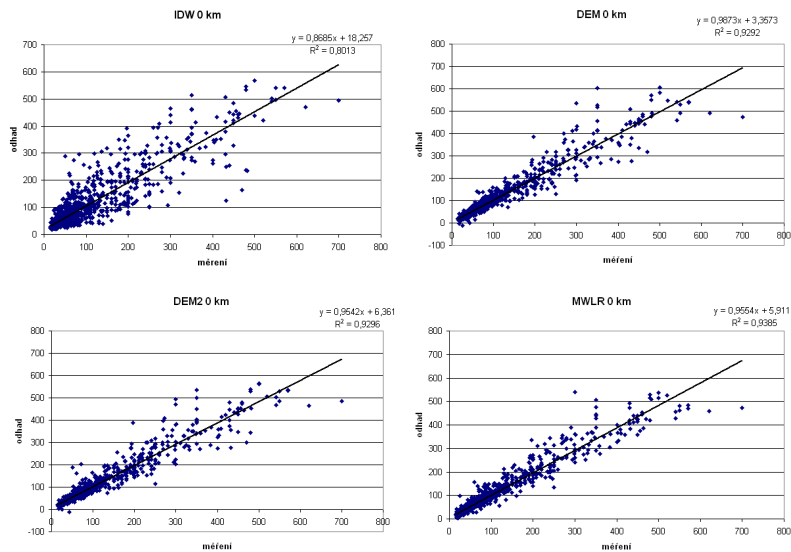 IDW 0 km
y = 0,8685x + 18,257
R² = 0,8013
700
600
500
400
300
200
100
0
0 100 200 300 400 500 600 700 800
odhad
méření
DEM 0 km
y = 0,9873x + 3,3573
R² = 0,9292
800
700
600
500
400
300
200
100
0
-100
0 100 200 300 400 500 600 700 800
odhad
měření
DEM2 0 km
y = 0,9542x + 6,361
R² = 0,9296
800
700
600
500
400
300
200
100
0
-100
0 100 200 300 400 500 600 700 800
odhad
měření
MWLR 0 km
y = 0,9554x + 5,911
R² = 0,9385
800
700
600
500
400
300
200
100
0
0 100 200 300 400 500 600 700 800
odhad
měření